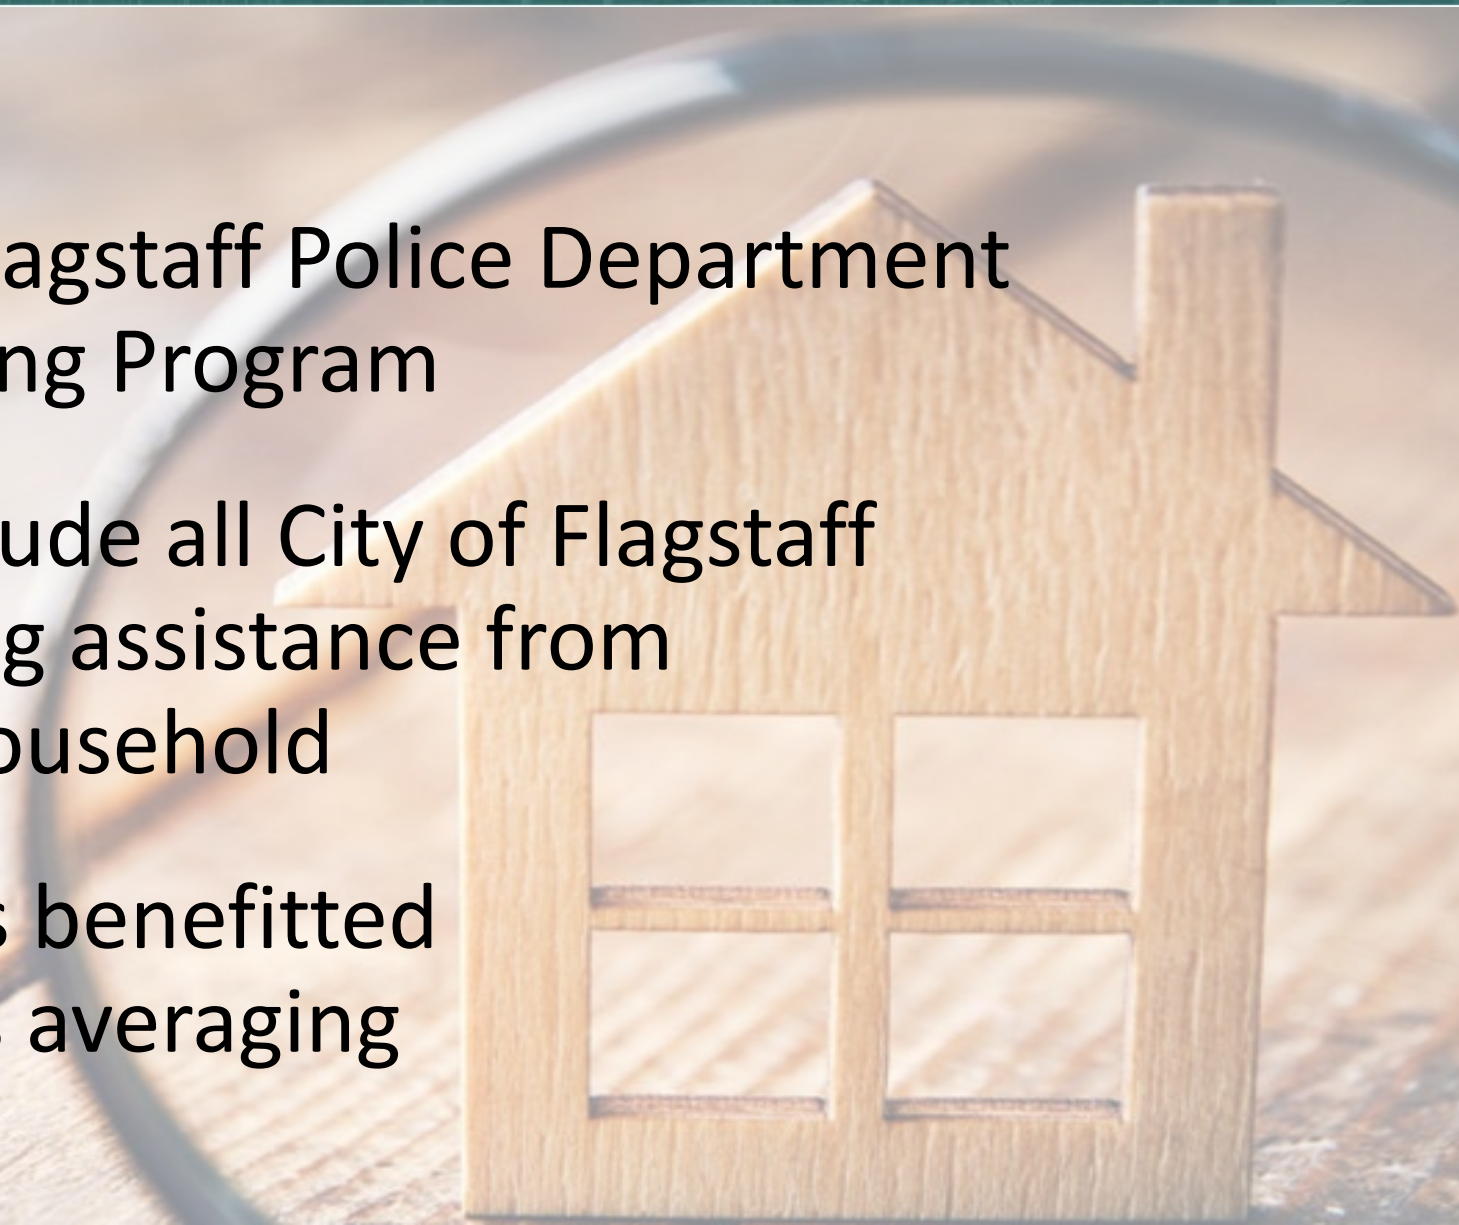 agstaff Police Department
ng Program
ude all City of Flagstaff
g assistance from
ousehold
s benefitted
averaging